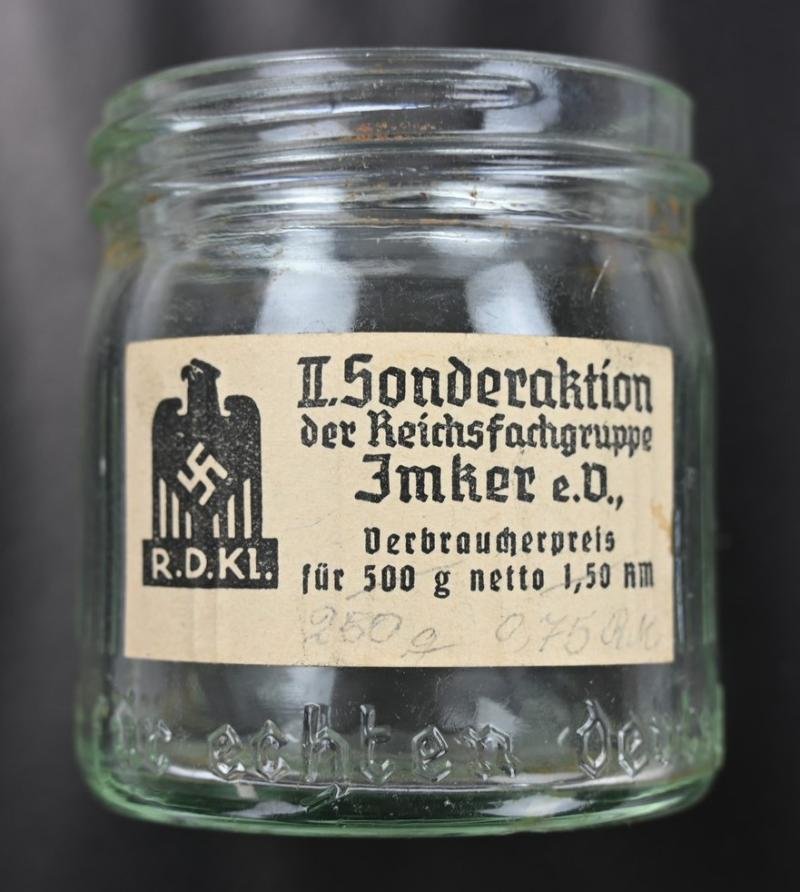 II. Sonderaktion
der Reichsfachgruppe
Imker e.V.,
Verbraucherpreis
für 500 g netto 1,50 RM
250 g 0,75 RM
R.D.Kl.
echten